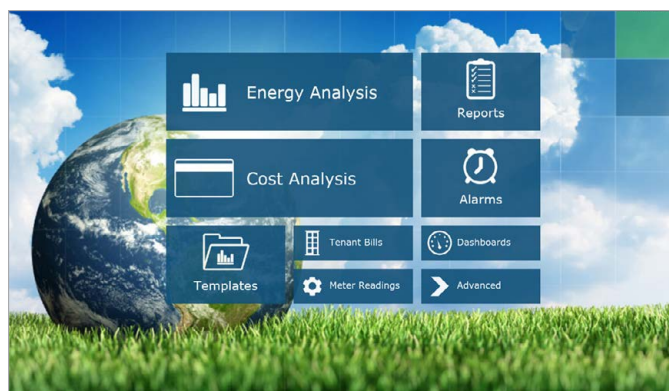 Energy Analysis
Reports
Cost Analysis
Alarms
Templates
Tenant Bills
Dashboards
Meter Readings
Advanced